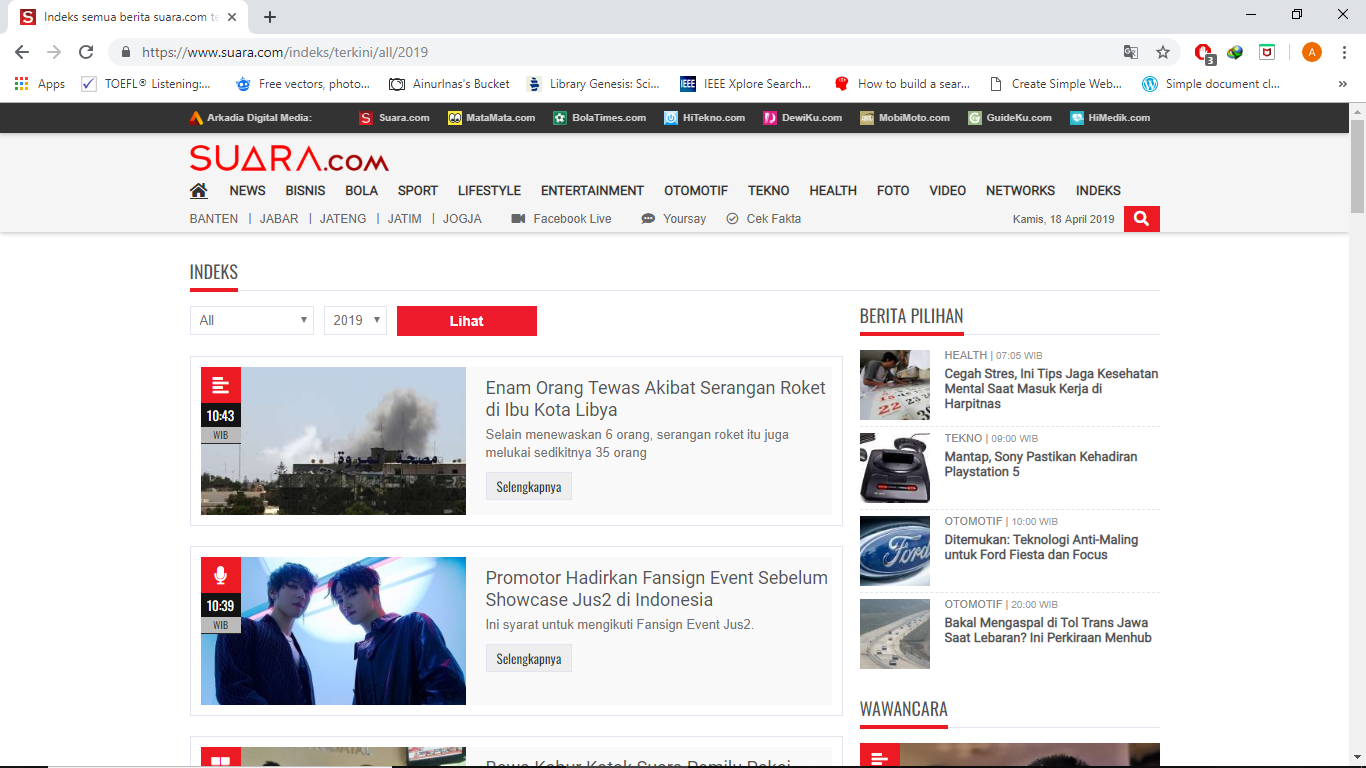 Indeks semua berita suara.com te
https://www.suara.com/indeks/terkini/all/2019
3
A
Apps
TOEFL® Listening:...
Free vectors, photo...
AinurInas's Bucket
Library Genesis: Sci...
IEEE
IEEE Xplore Search...
How to build a sear...
Create Simple Web...
Simple document cl...
»
Arkadia Digital Media:
Suara.com
MataMata.com
BolaTimes.com
HiTekno.com
DewiKu.com
MobiMoto.com
GuideKu.com
HiMedik.com
SUARA.COM
NEWS BISNIS BOLA SPORT LIFESTYLE ENTERTAINMENT OTOMOTIF TEKNO HEALTH FOTO VIDEO NETWORKS INDEKS
BANTEN | JABAR | JATENG | JATIM | JOGJA Facebook Live Yoursay Cek Fakta Kamis, 18 April 2019
INDEKS
All 2019 Lihat
10:43
WIB
Enam Orang Tewas Akibat Serangan Roket
di Ibu Kota Libya
Selain menewaskan 6 orang, serangan roket itu juga
melukai sedikitnya 35 orang
Selengkapnya
10:39
WIB
Promotor Hadirkan Fansign Event Sebelum
Showcase Jus2 di Indonesia
Ini syarat untuk mengikuti Fansign Event Jus2.
Selengkapnya
BERITA PILIHAN
HEALTH | 07:05 WIB
Cegah Stres, Ini Tips Jaga Kesehatan
Mental Saat Masuk Kerja di
Harpitnas
TEKNO | 09:00 WIB
Mantap, Sony Pastikan Kehadiran
Playstation 5
OTOMOTIF | 10:00 WIB
Ditemukan: Teknologi Anti-Maling
untuk Ford Fiesta dan Focus
Ford
OTOMOTIF | 20:00 WIB
Bakal Mengaspal di Tol Trans Jawa
Saat Lebaran? Ini Perkiraan Menhub
WAWANCARA